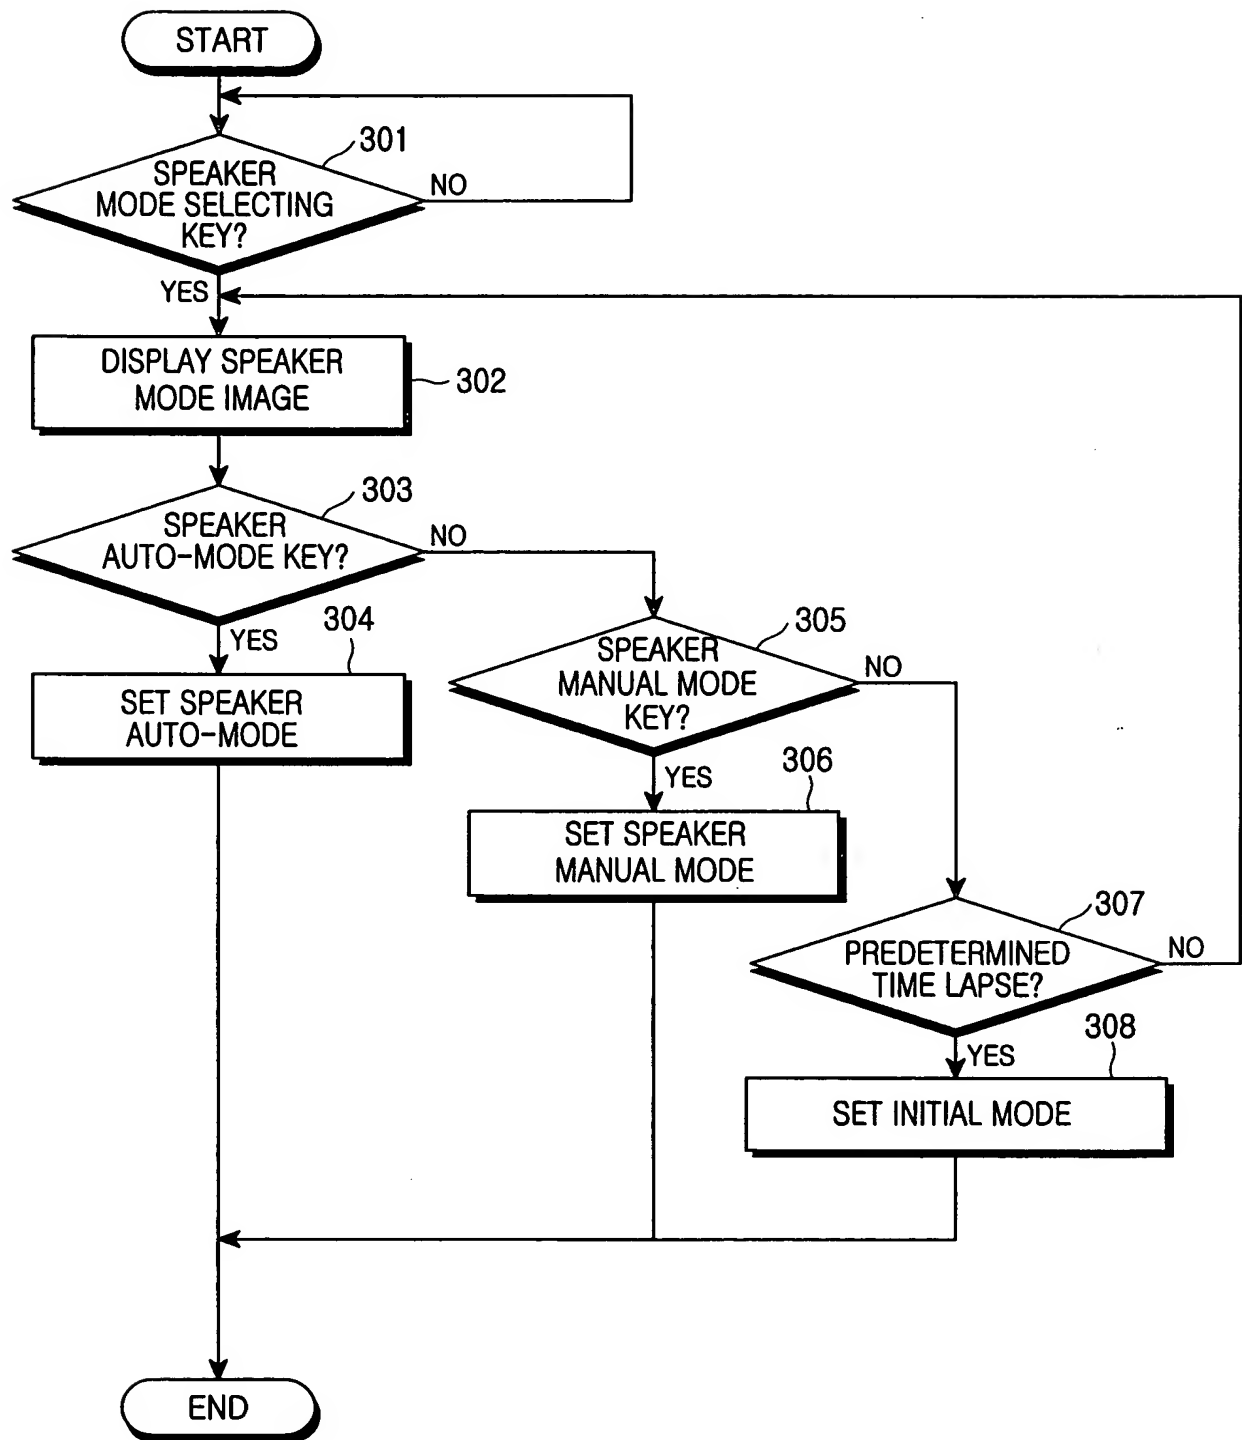 START
301
SPEAKER
MODE SELECTING
KEY?
NO
YES
DISPLAY SPEAKER
MODE IMAGE
302
303
SPEAKER
AUTO-MODE KEY?
NO
YES
304
SET SPEAKER
AUTO-MODE
305
SPEAKER
MANUAL MODE
KEY?
NO
YES
306
SET SPEAKER
MANUAL MODE
307
PREDETERMINED
TIME LAPSE?
NO
YES
308
SET INITIAL MODE
END